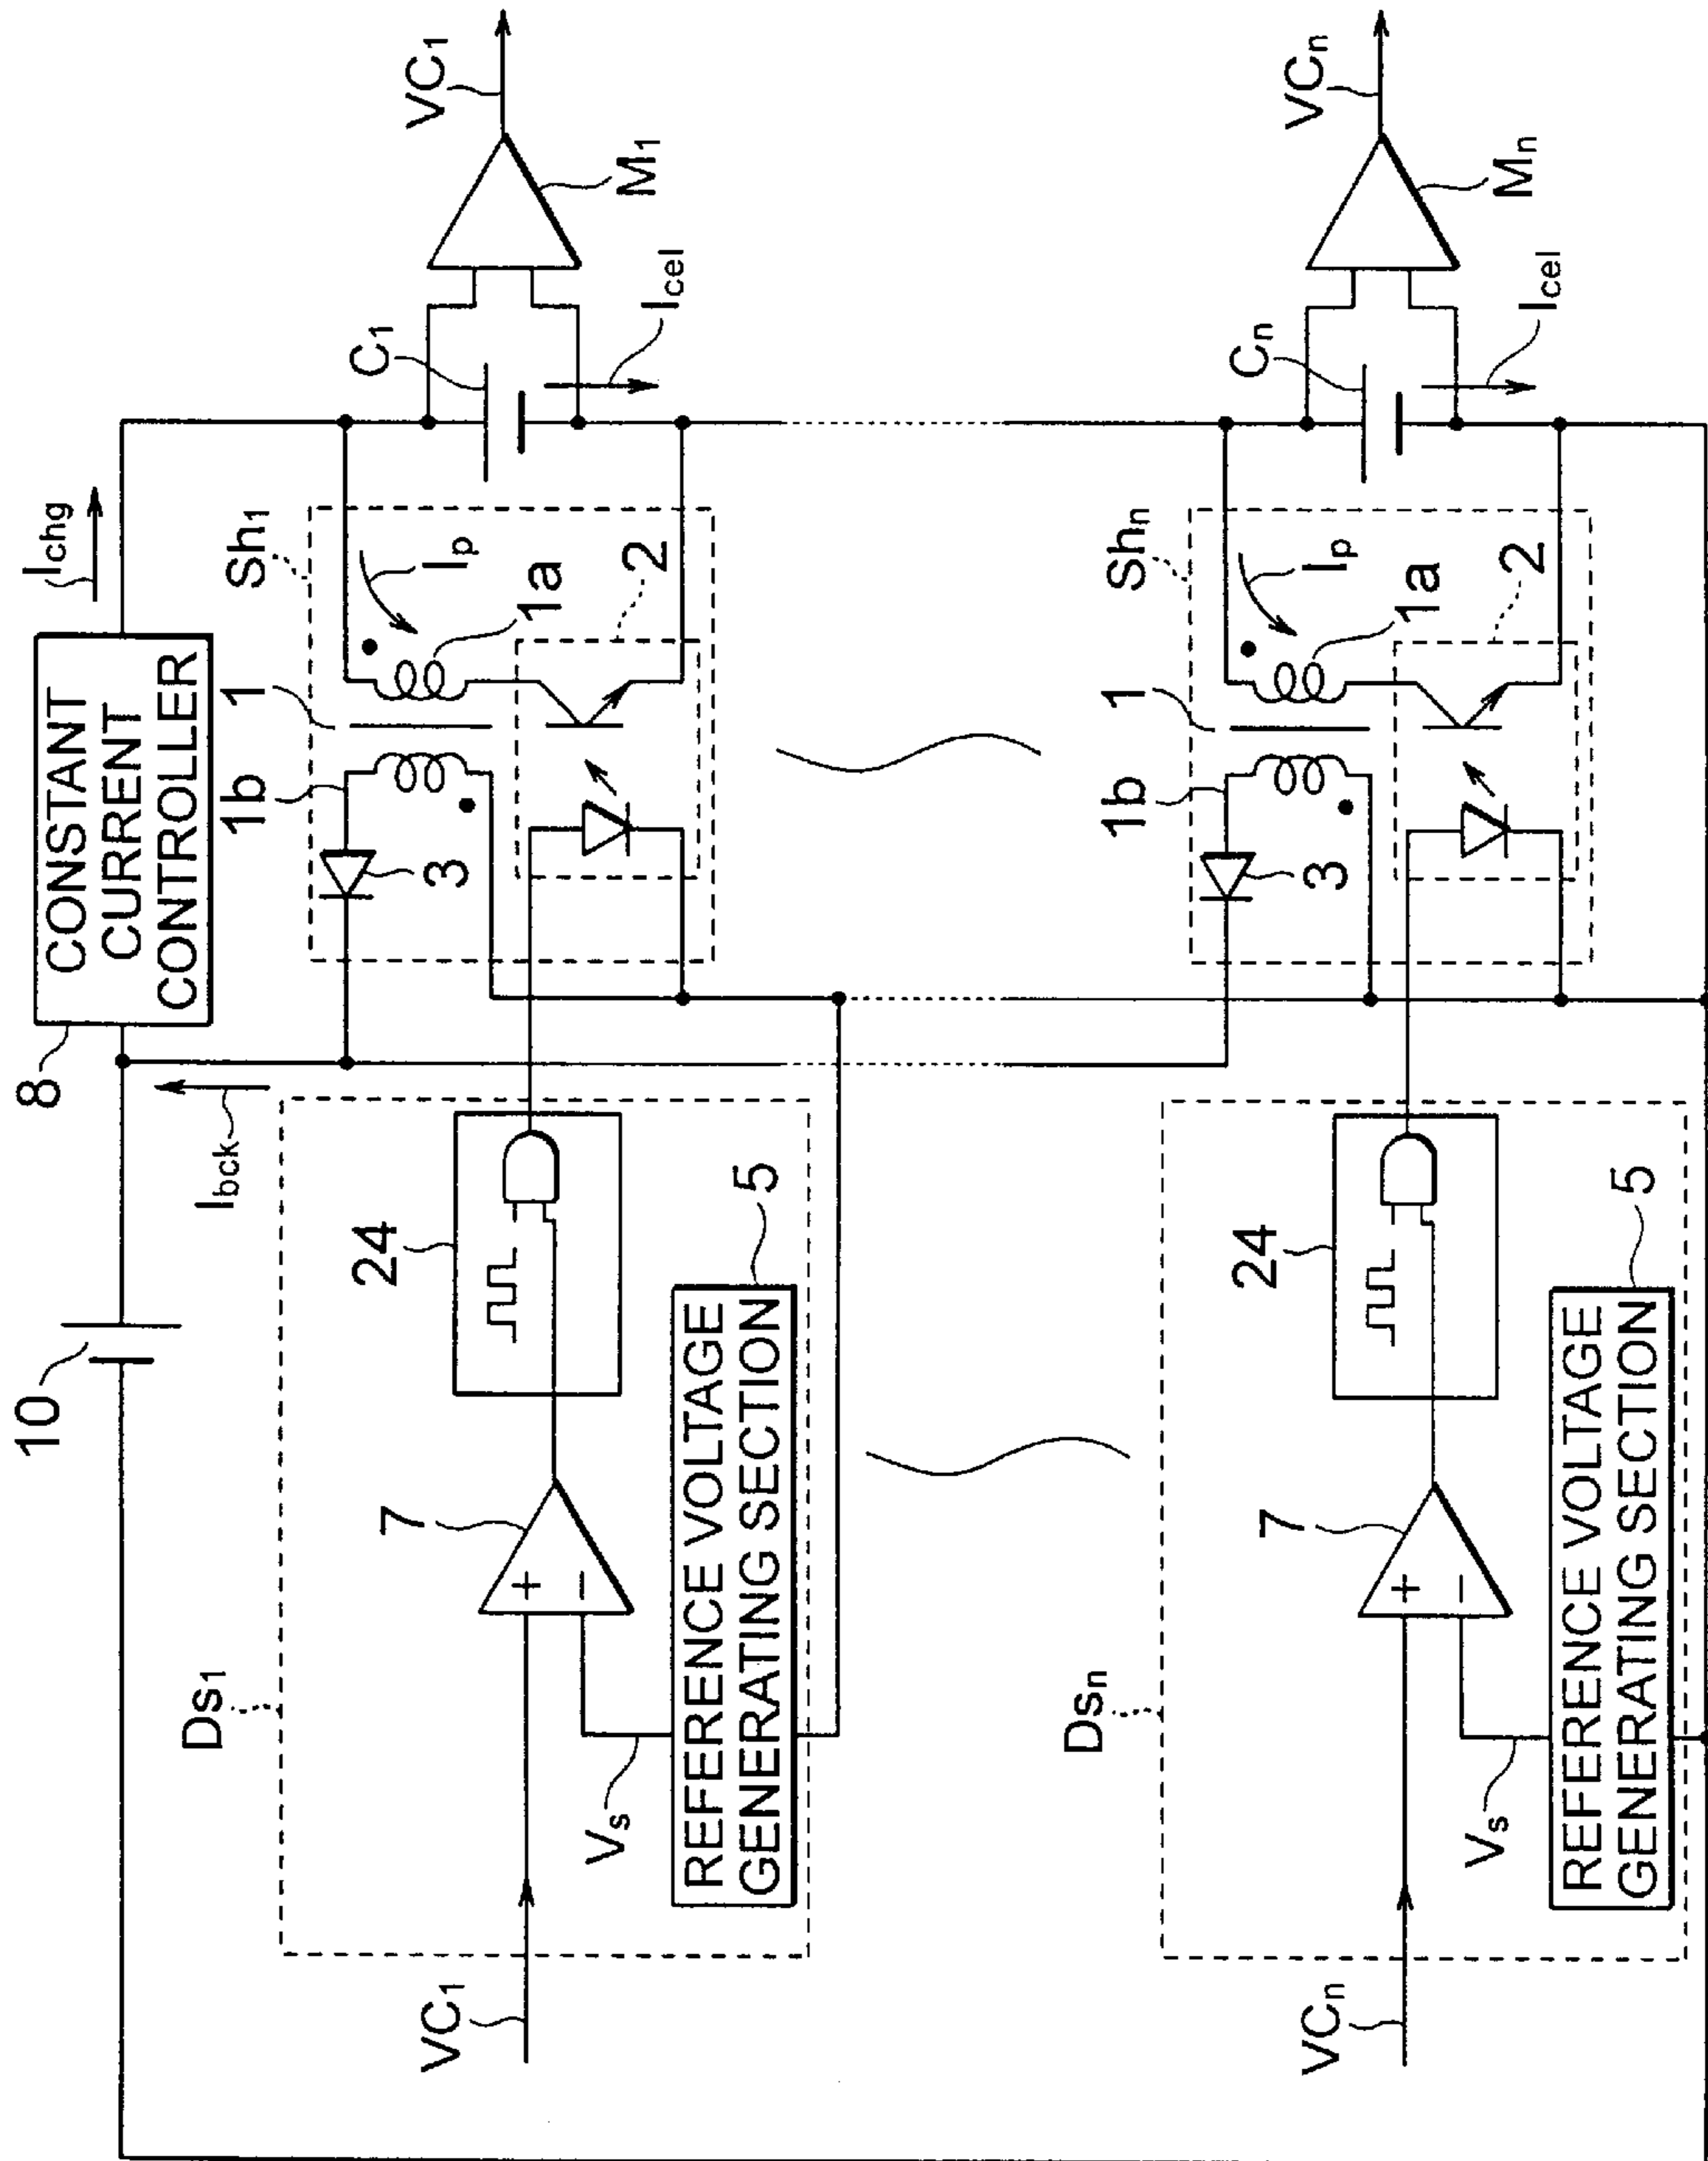 10
8
CONSTANT
CURRENT
CONTROLLER
Ichg
Ibck
Ds1
VC1
7
+
−
Vs
24
REFERENCE VOLTAGE
GENERATING SECTION
5
Sh1
1b
1
3
Ip
1a
2
C1
Icel
M1
VC1
Dsn
VCn
7
+
−
Vs
24
REFERENCE VOLTAGE
GENERATING SECTION
5
Shn
1b
1
3
Ip
1a
2
Cn
Icel
Mn
VCn